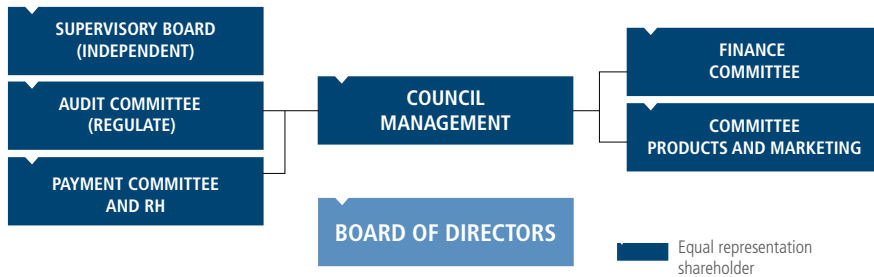 SUPERVISORY BOARD
(INDEPENDENT)
AUDIT COMMITTEE
(REGULATE)
PAYMENT COMMITTEE
AND RH
COUNCIL
MANAGEMENT
BOARD OF DIRECTORS
FINANCE
COMMITTEE
COMMITTEE
PRODUCTS AND MARKETING
Equal representation
shareholder